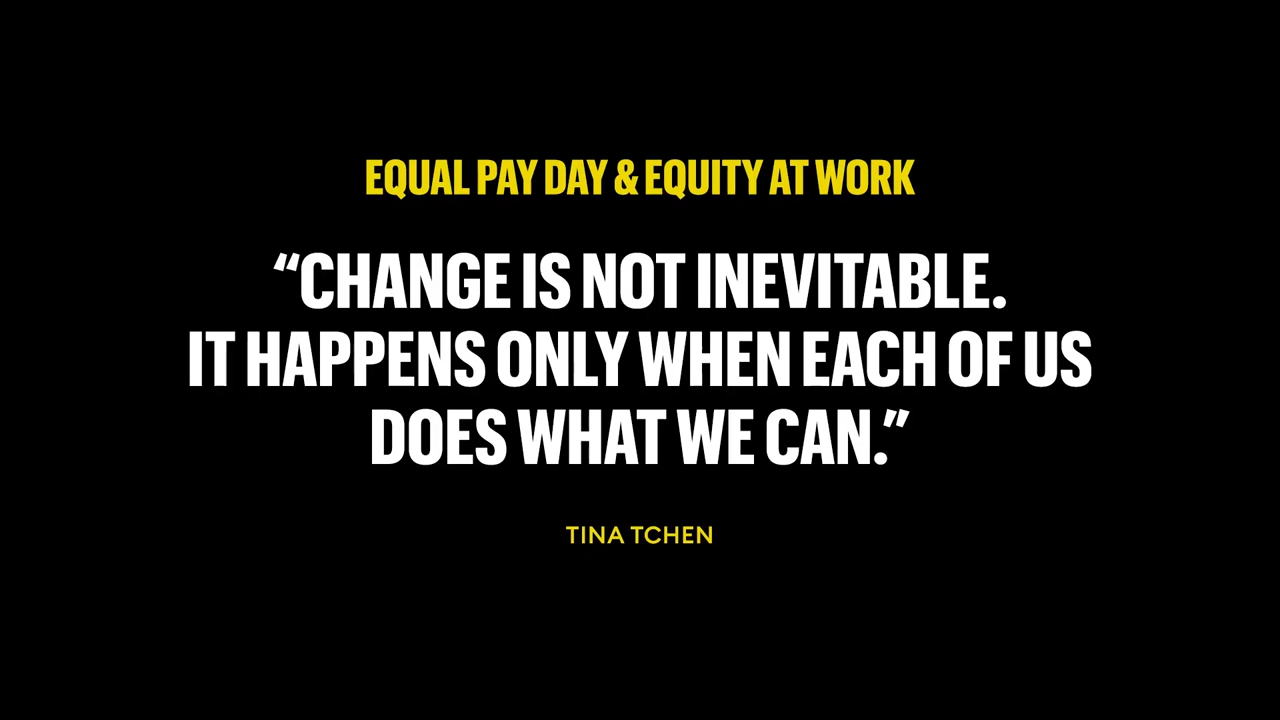 EQUAL PAY DAY & EQUITY AT WORK
“CHANGE IS NOT INEVITABLE.
IT HAPPENS ONLY WHEN EACH OF US
DOES WHAT WE CAN.”
TINA TCHEN